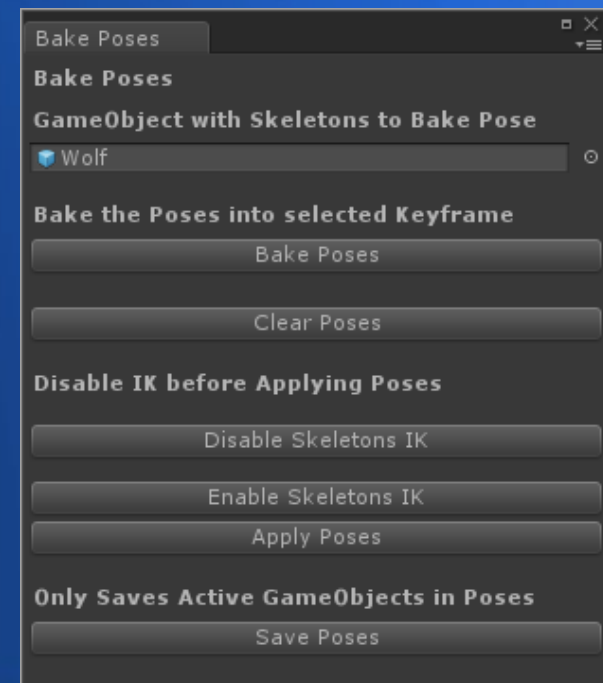 Bake Poses
Bake Poses
GameObject with Skeletons to Bake Pose
Wolf
Bake the Poses into selected Keyframe
Bake Poses
Clear Poses
Disable IK before Applying Poses
Disable Skeletons IK
Enable Skeletons IK
Apply Poses
Only Saves Active GameObjects in Poses
Save Poses